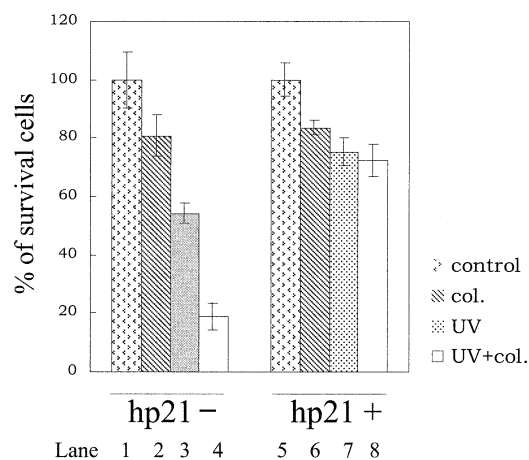 120
100
80
60
40
20
0
% of survival cells
control
col.
UV
UV+col.
hp21 − hp21 +
Lane 1 2 3 4 5 6 7 8